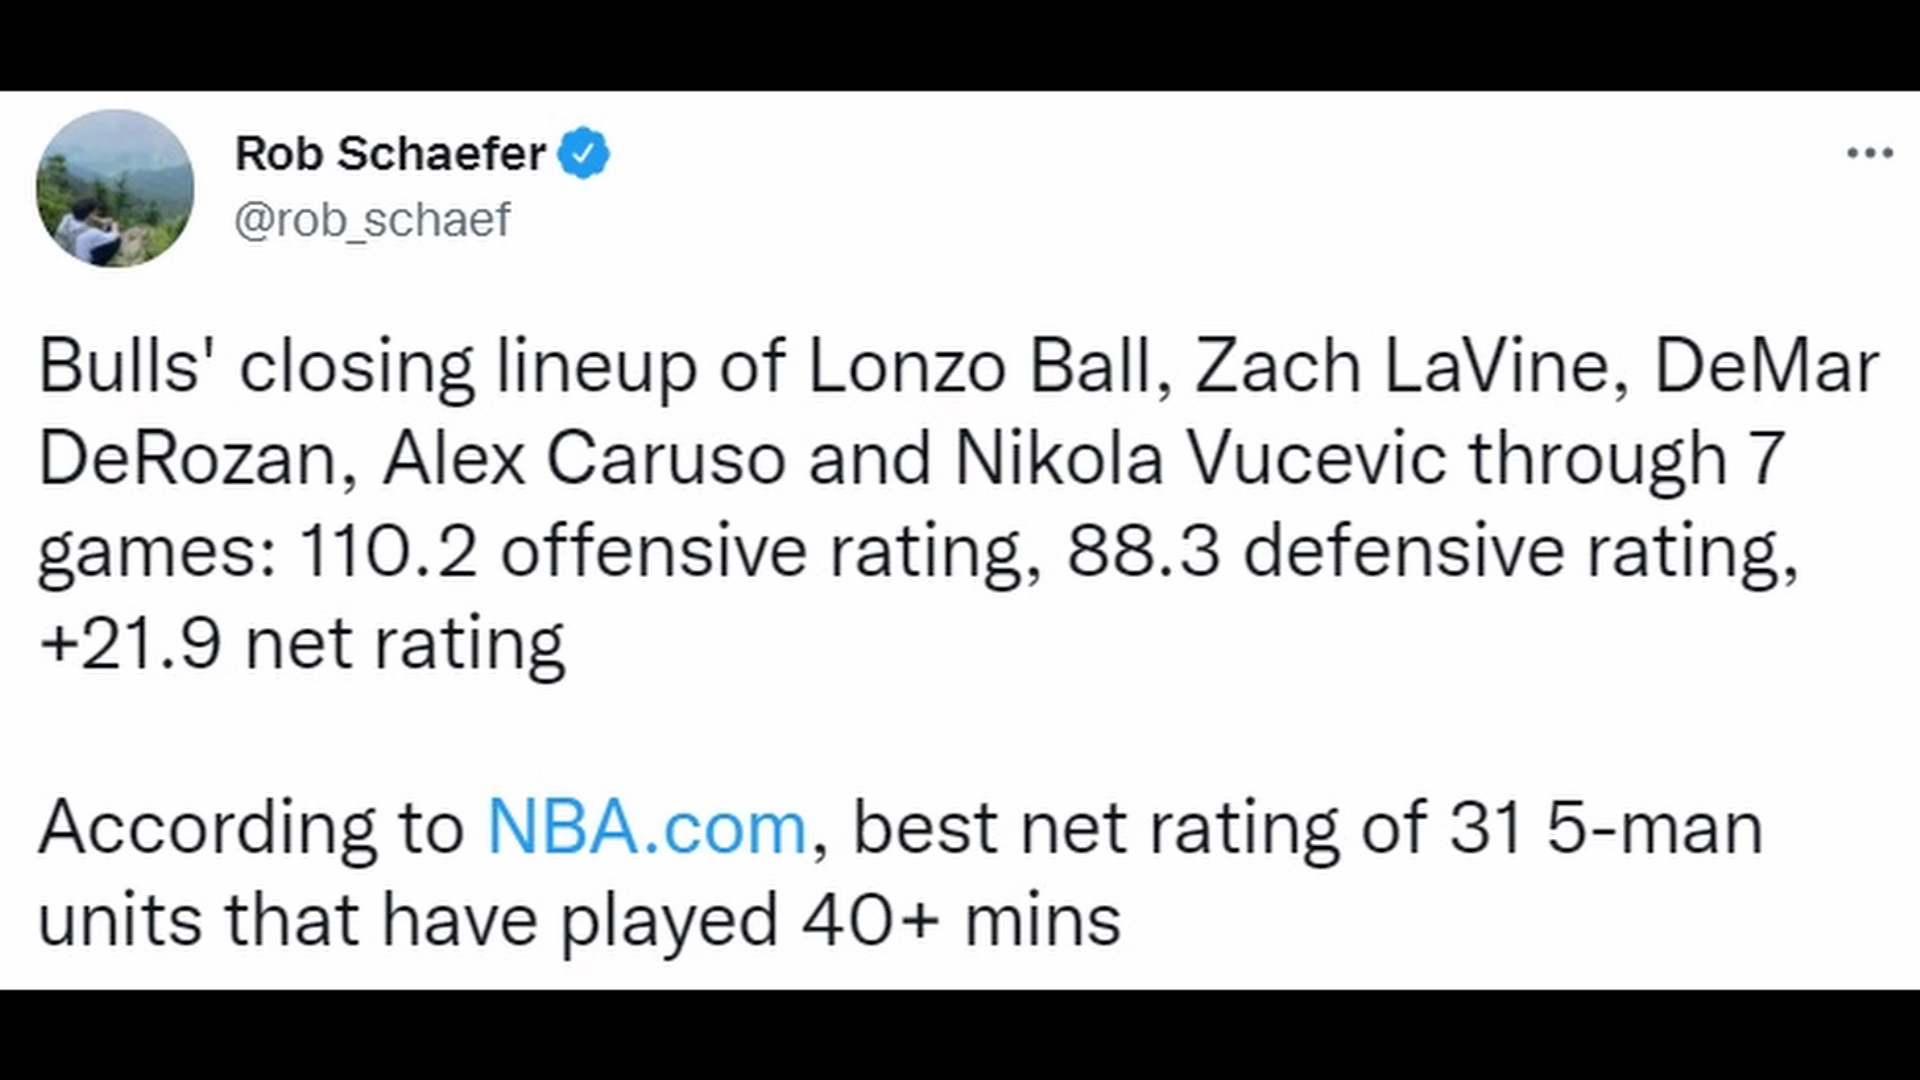 Rob Schaefer
@rob_schaef
Bulls' closing lineup of Lonzo Ball, Zach LaVine, DeMar
DeRozan, Alex Caruso and Nikola Vucevic through 7
games: 110.2 offensive rating, 88.3 defensive rating,
+21.9 net rating
According to NBA.com, best net rating of 31 5-man
units that have played 40+ mins